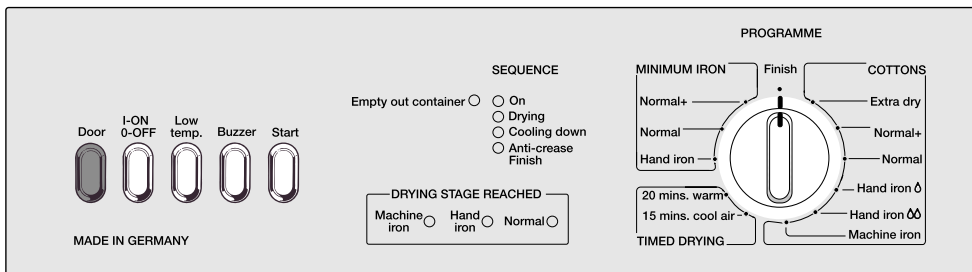 Door
I-ON
0-OFF
Low
temp.
Buzzer
Start
MADE IN GERMANY
SEQUENCE
Empty out container
On
Drying
Cooling down
Anti-crease
Finish
DRYING STAGE REACHED
Machine
iron
Hand
iron
Normal
PROGRAMME
MINIMUM IRON
Finish
COTTONS
Normal+
Normal
Hand iron
20 mins. warm
15 mins. cool air
TIMED DRYING
Extra dry
Normal+
Normal
Hand iron
Hand iron
Machine iron